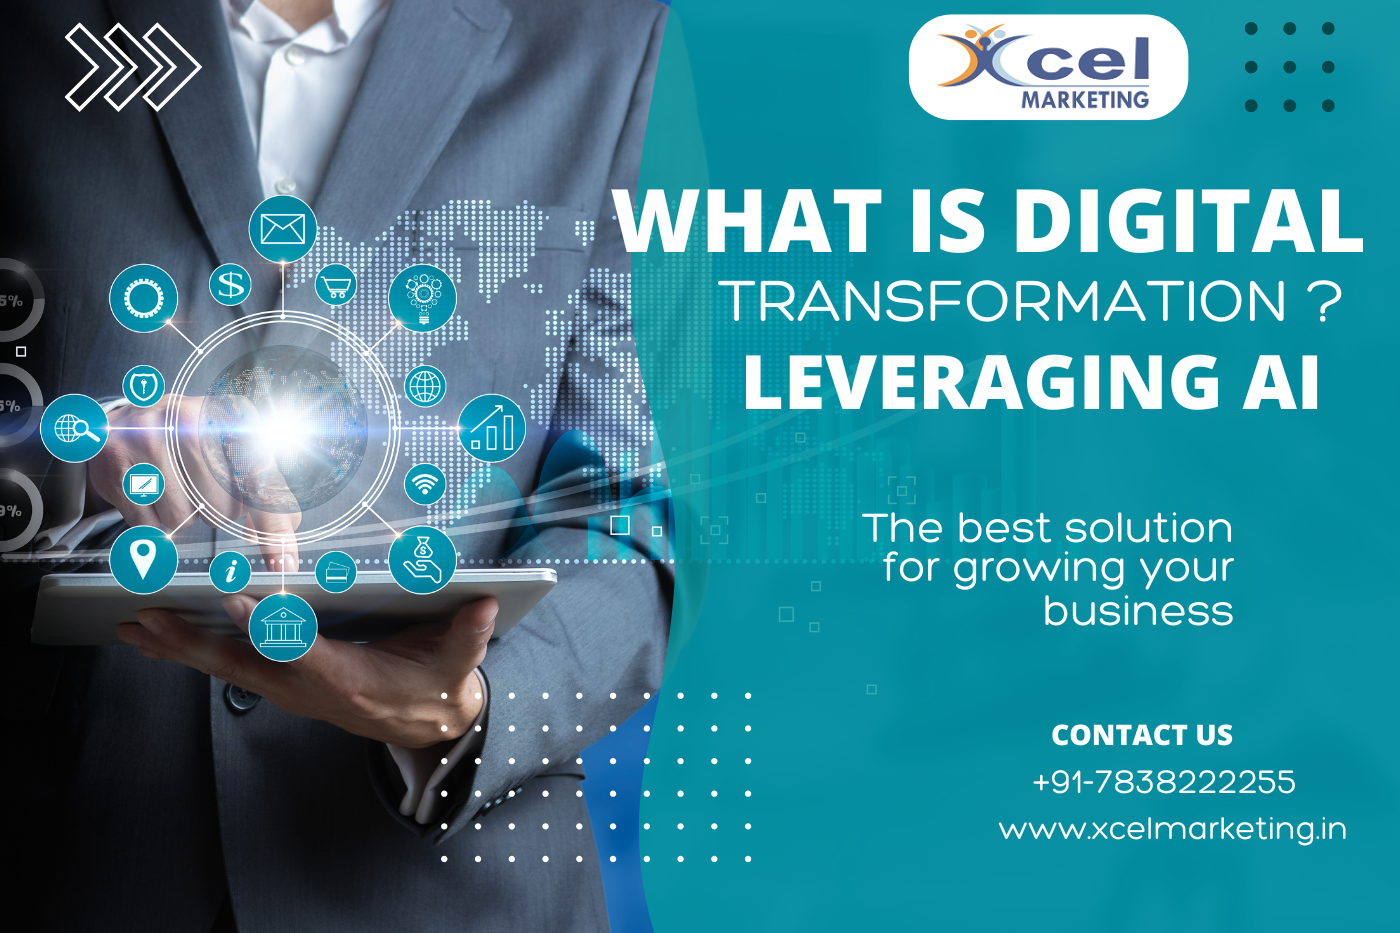 Xcel
MARKETING
WHAT IS DIGITAL
TRANSFORMATION ?
LEVERAGING AI
The best solution
for growing your
business
CONTACT US
+91-7838222255
www.xcelmarketing.in